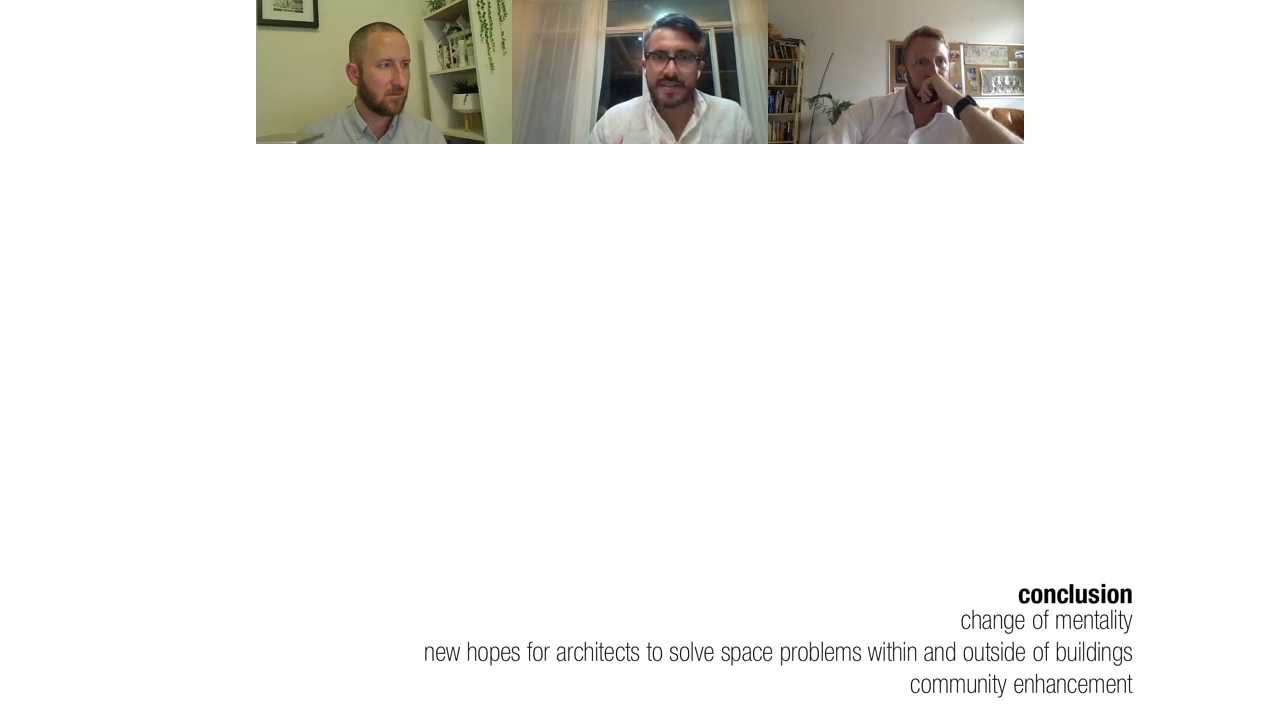 conclusion
change of mentality
new hopes for architects to solve space problems within and outside of buildings
community enhancement